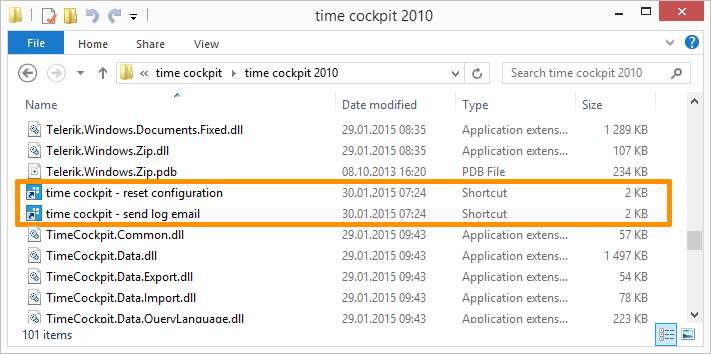 time cockpit 2010
File Home Share View
« time cockpit time cockpit 2010 Search time cockpit 2010
Name Date modified Type Size
Telerik.Windows.Documents.Fixed.dll 29.01.2015 08:35 Application extens... 1 289 KB
Telerik.Windows.Zip.dll 29.01.2015 08:35 Application extens... 107 KB
Telerik.Windows.Zip.pdb 08.10.2013 16:20 PDB File 234 KB
time cockpit - reset configuration 30.01.2015 07:24 Shortcut 2 KB
time cockpit - send log email 30.01.2015 07:24 Shortcut 2 KB
TimeCockpit.Common.dll 29.01.2015 09:43 Application extens... 57 KB
TimeCockpit.Data.dll 29.01.2015 09:43 Application extens... 1 497 KB
TimeCockpit.Data.Export.dll 29.01.2015 09:43 Application extens... 54 KB
TimeCockpit.Data.Import.dll 29.01.2015 09:43 Application extens... 78 KB
TimeCockpit.Data.QueryLanguage.dll 29.01.2015 09:43 Application extens... 223 KB
101 items